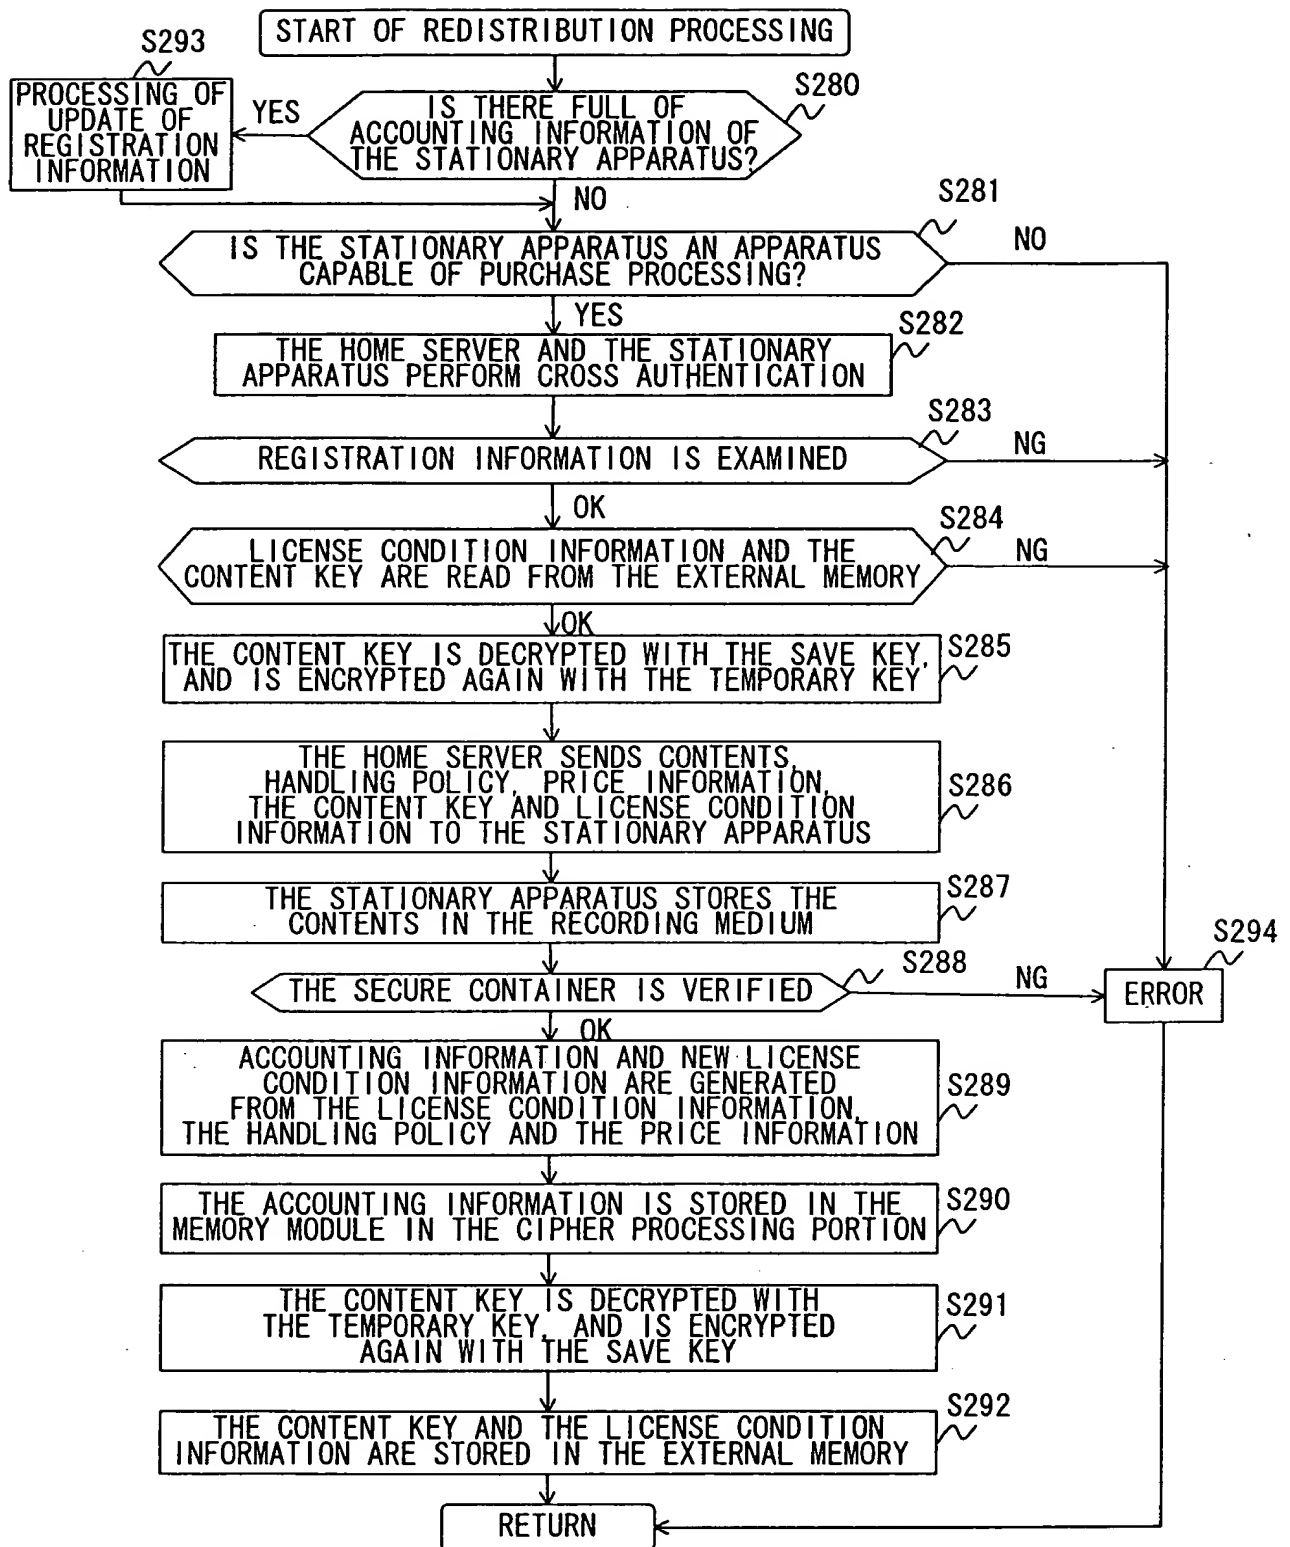 START OF REDISTRIBUTION PROCESSING
S293
PROCESSING OF
UPDATE OF
REGISTRATION
INFORMATION
YES
S280
IS THERE FULL OF
ACCOUNTING INFORMATION OF
THE STATIONARY APPARATUS?
NO
S281
IS THE STATIONARY APPARATUS AN APPARATUS
CAPABLE OF PURCHASE PROCESSING?
NO
YES
S282
THE HOME SERVER AND THE STATIONARY
APPARATUS PERFORM CROSS AUTHENTICATION
S283
REGISTRATION INFORMATION IS EXAMINED
NG
OK
S284
LICENSE CONDITION INFORMATION AND THE
CONTENT KEY ARE READ FROM THE EXTERNAL MEMORY
NG
OK
S285
THE CONTENT KEY IS DECRYPTED WITH THE SAVE KEY,
AND IS ENCRYPTED AGAIN WITH THE TEMPORARY KEY
S286
THE HOME SERVER SENDS CONTENTS,
HANDLING POLICY, PRICE INFORMATION,
THE CONTENT KEY AND LICENSE CONDITION
INFORMATION TO THE STATIONARY APPARATUS
S287
THE STATIONARY APPARATUS STORES THE
CONTENTS IN THE RECORDING MEDIUM
S288
THE SECURE CONTAINER IS VERIFIED
NG
S294
ERROR
OK
S289
ACCOUNTING INFORMATION AND NEW LICENSE
CONDITION INFORMATION ARE GENERATED
FROM THE LICENSE CONDITION INFORMATION,
THE HANDLING POLICY AND THE PRICE INFORMATION
S290
THE ACCOUNTING INFORMATION IS STORED IN THE
MEMORY MODULE IN THE CIPHER PROCESSING PORTION
S291
THE CONTENT KEY IS DECRYPTED WITH
THE TEMPORARY KEY, AND IS ENCRYPTED
AGAIN WITH THE SAVE KEY
S292
THE CONTENT KEY AND THE LICENSE CONDITION
INFORMATION ARE STORED IN THE EXTERNAL MEMORY
RETURN